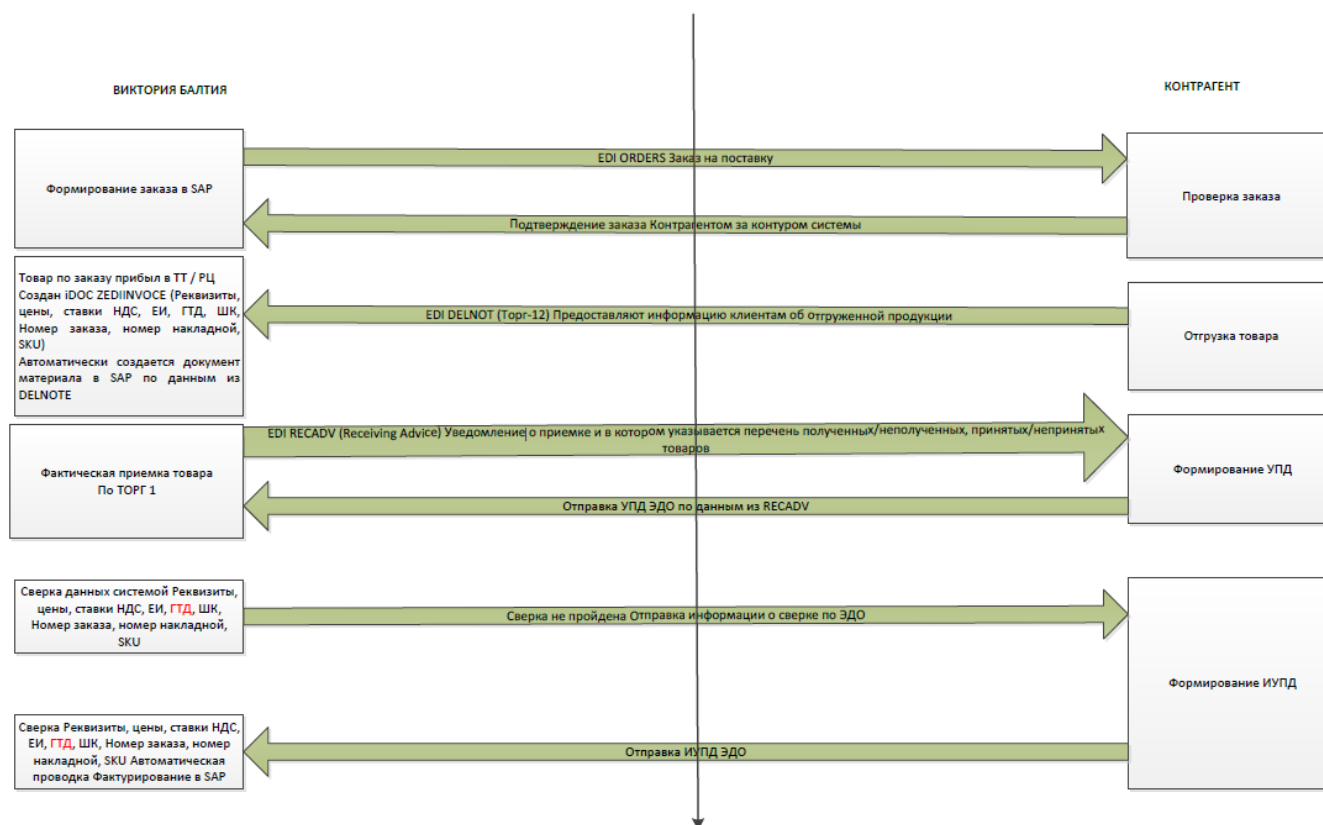 ВИКТОРИЯ БАЛТИЯ
КОНТРАГЕНТ
EDI ORDERS Заказ на поставку
Формирование заказа в SAP
Проверка заказа
Подтверждение заказа Контрагентом за контуром системы
Товар по заказу прибыл в ТТ / РЦ
Создан iDOC ZEDIINVOCE (Реквизиты,
цены, ставки НДС, ЕИ, ГТД, ШК,
Номер заказа, номер накладной,
SKU)
Автоматически создается документ
материала в SAP по данным из
DELNOTE
EDI DELNOT (Торг-12) Предоставляют информацию клиентам об отгруженной продукции
Отгрузка товара
EDI RECADV (Receiving Advice) Уведомление о приемке и в котором указывается перечень полученных/неполученных, принятых/непринятых
товаров
Фактическая приемка товара
По ТОРГ 1
Формирование УПД
Отправка УПД ЭДО по данным из RECADV
Сверка данных системой Реквизиты,
цены, ставки НДС, ЕИ, ГТД, ШК,
Номер заказа, номер накладной,
SKU
Сверка не пройдена Отправка информации о сверке по ЭДО
Формирование ИУПД
Сверка Реквизиты, цены, ставки НДС,
ЕИ, ГТД, ШК, Номер заказа, номер
накладной, SKU Автоматическая
проводка Фактурирование в SAP
Отправка ИУПД ЭДО